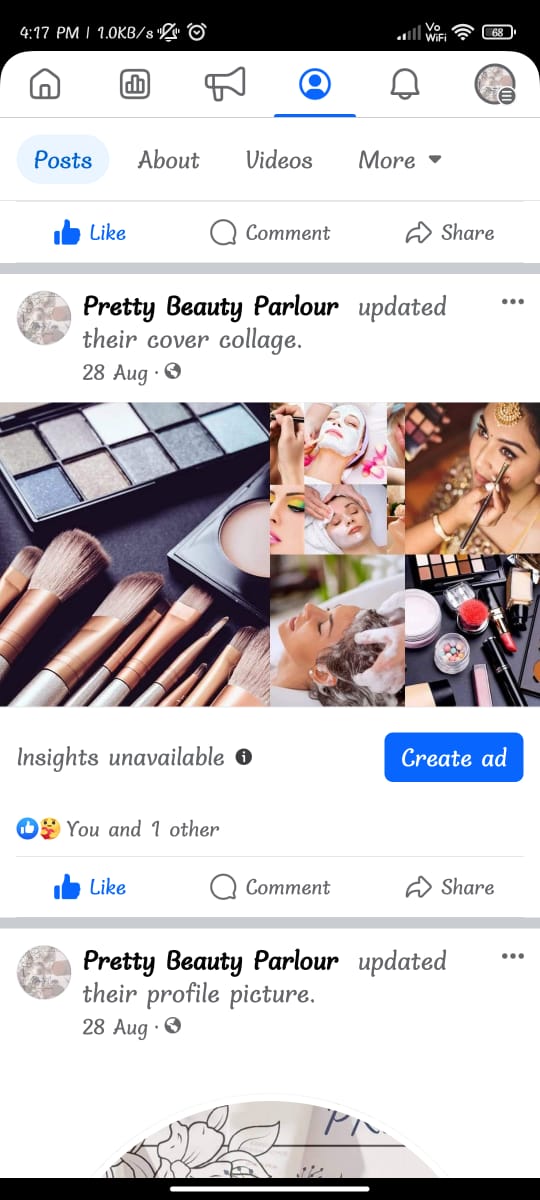 4:17 PM | 1.0KB/s
Vo
WiFi
68
Posts
About
Videos
More
Like
Comment
Share
Pretty Beauty Parlour updated
their cover collage.
28 Aug ·
Insights unavailable
Create ad
You and 1 other
Like
Comment
Share
Pretty Beauty Parlour updated
their profile picture.
28 Aug ·